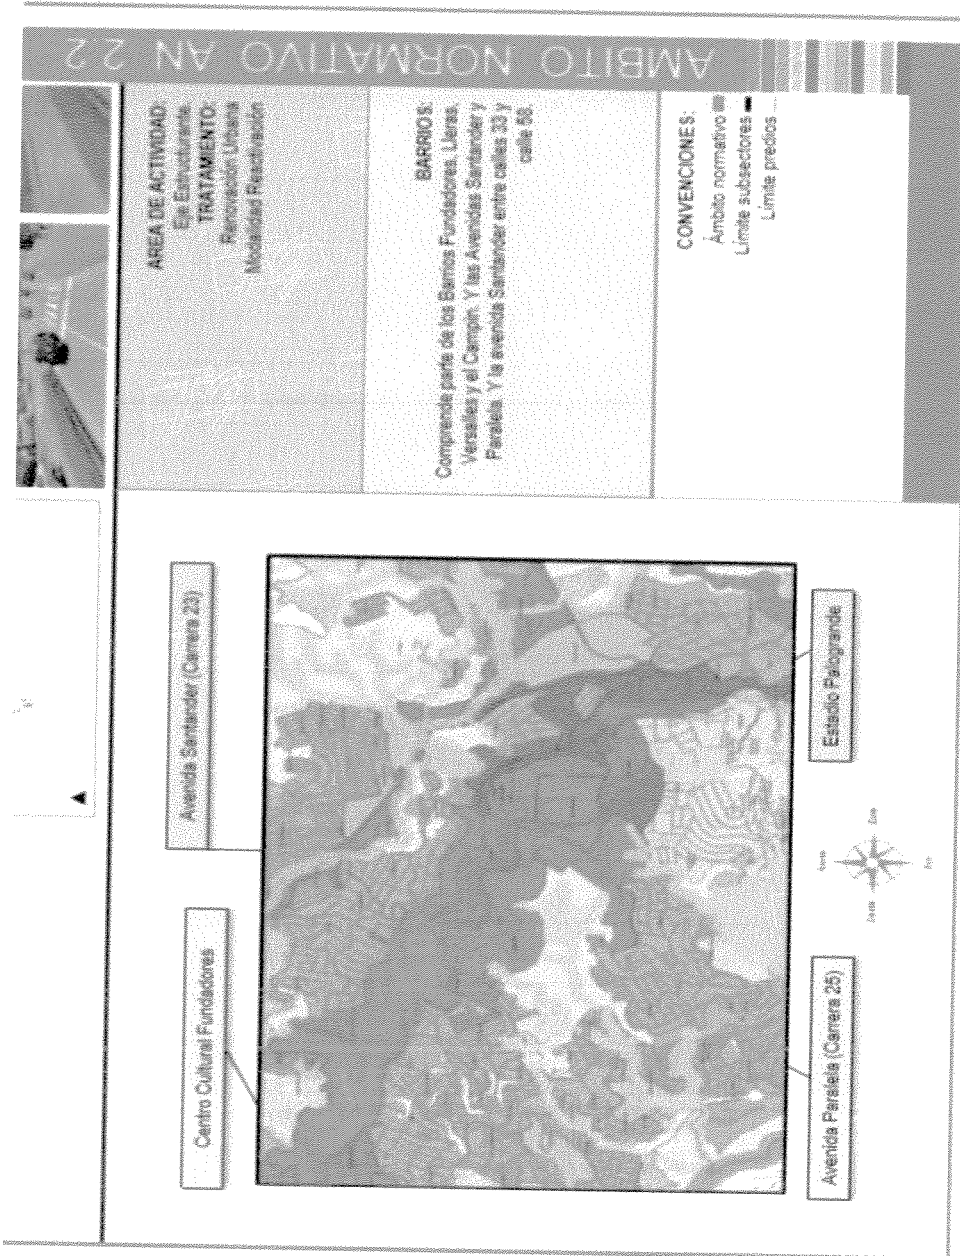 AMBITO NORMATIVO AN 2.2
AREA DE ACTIVIDAD:
Eje Estructurante.
TRATAMIENTO:
Renovación Urbana
Modalidad Reactivación
BARRIOS:
Comprende parte de los Barrios Fundadores, Lleras,
Versalles y el Campin. Y las Avenidas Santander y
Paralela. Y la avenida Santander entre calles 33 y
calle 58.
CONVENCIONES:
Ámbito normativo
Límite subsectores
Límite predios
Centro Cultural Fundadores
Avenida Santander (Carrera 23)
Avenida Paralela (Carrera 25)
Estadio Palogrande